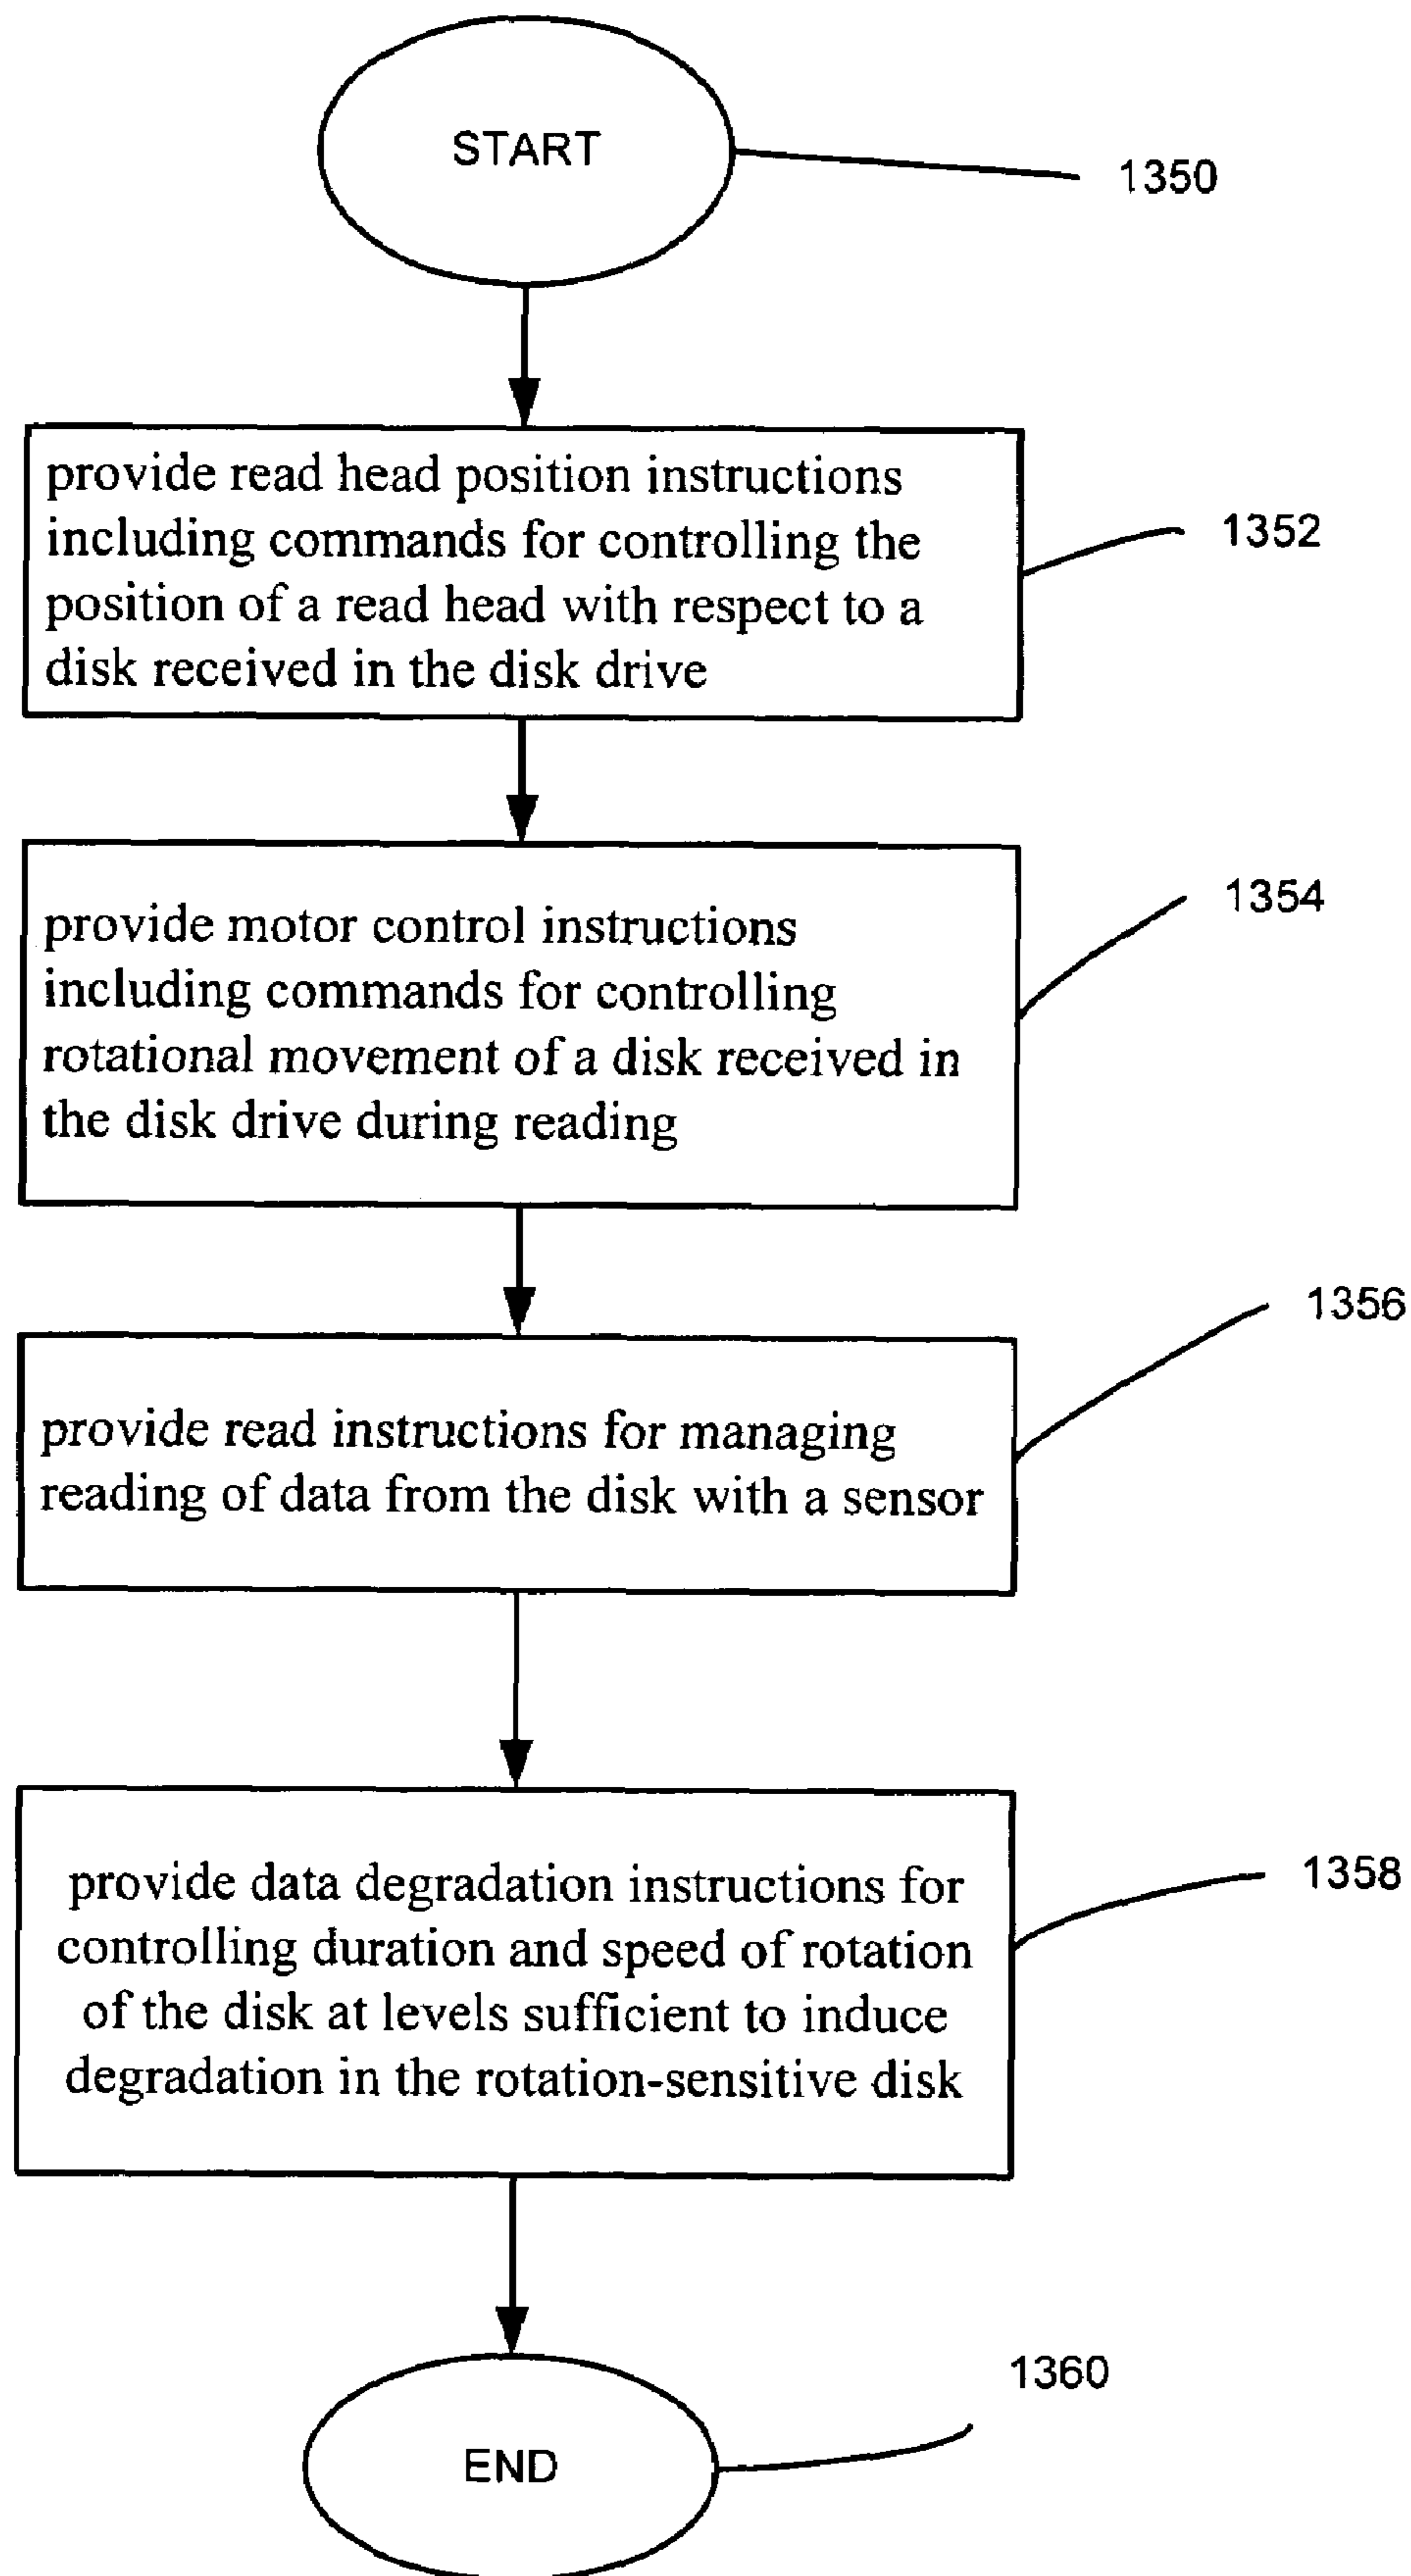 START
1350
provide read head position instructions
including commands for controlling the
position of a read head with respect to a
disk received in the disk drive
1352
provide motor control instructions
including commands for controlling
rotational movement of a disk received in
the disk drive during reading
1354
provide read instructions for managing
reading of data from the disk with a sensor
1356
provide data degradation instructions for
controlling duration and speed of rotation
of the disk at levels sufficient to induce
degradation in the rotation-sensitive disk
1358
END
1360